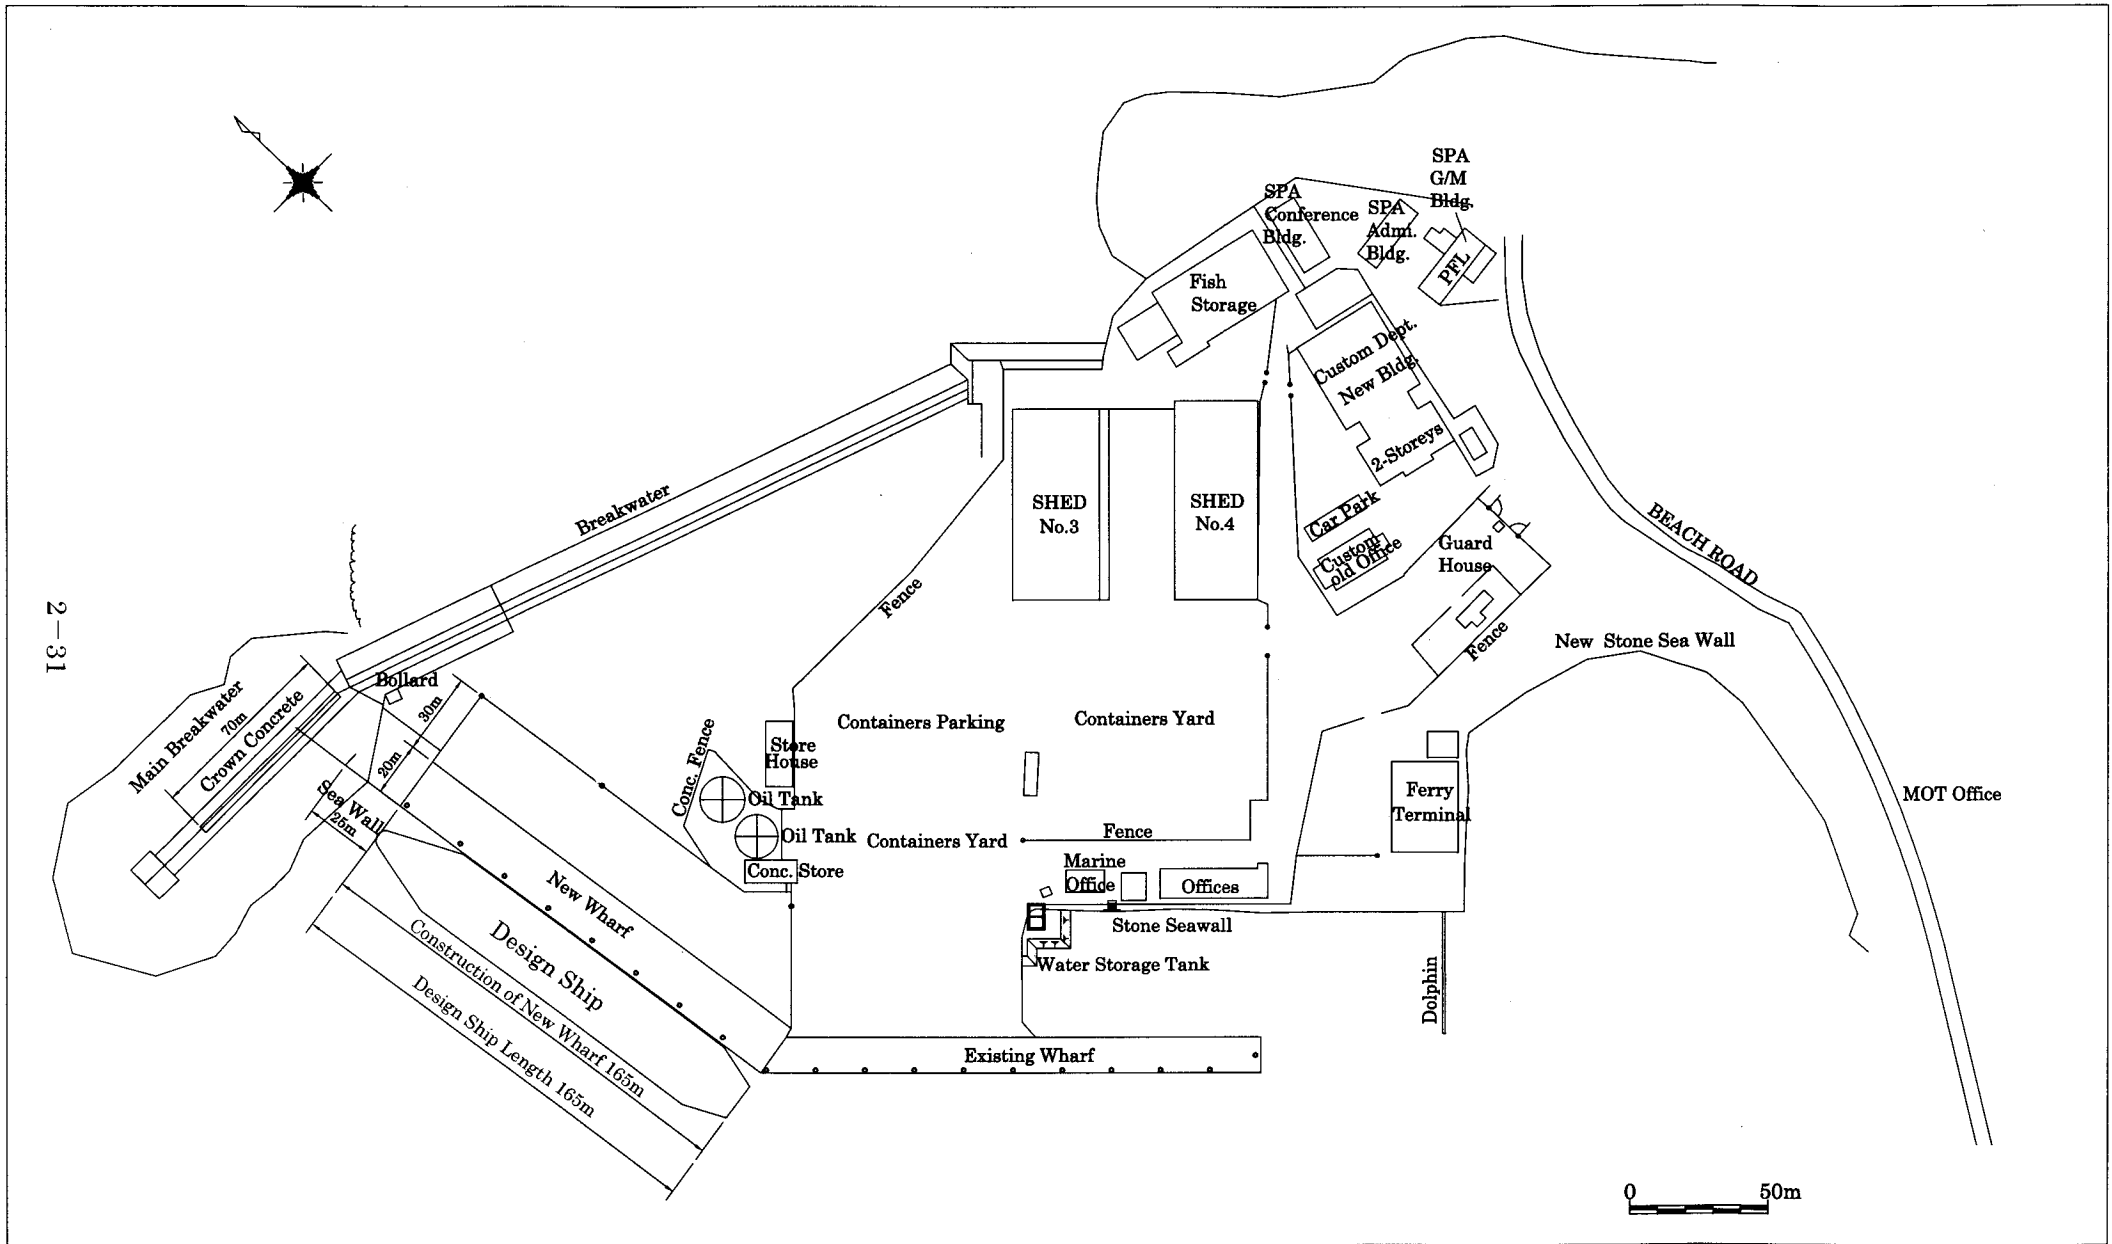 SPA
G/M
Bldg.
SPA
Conference
Bldg.
SPA
Admi.
Bldg.
PFL
Fish
Storage
Custom Dept.
New Bldg.
2-Storeys
Breakwater
SHED
No.3
SHED
No.4
Car Park
Custom
old Office
Guard
House
BEACH ROAD
Fence
Fence
New Stone Sea Wall
2-31
Bollard
Main Breakwater
70m
Crown Concrete
30m
20m
Sea Wall
25m
Containers Parking
Containers Yard
Store
House
Conc. Fence
Oil Tank
Oil Tank
Containers Yard
Conc. Store
Fence
Ferry
Terminal
MOT Office
Marine
Office
Offices
Stone Seawall
Water Storage Tank
Dolphin
New Wharf
Design Ship
Construction of New Wharf 165m
Design Ship Length 165m
Existing Wharf
0 50m